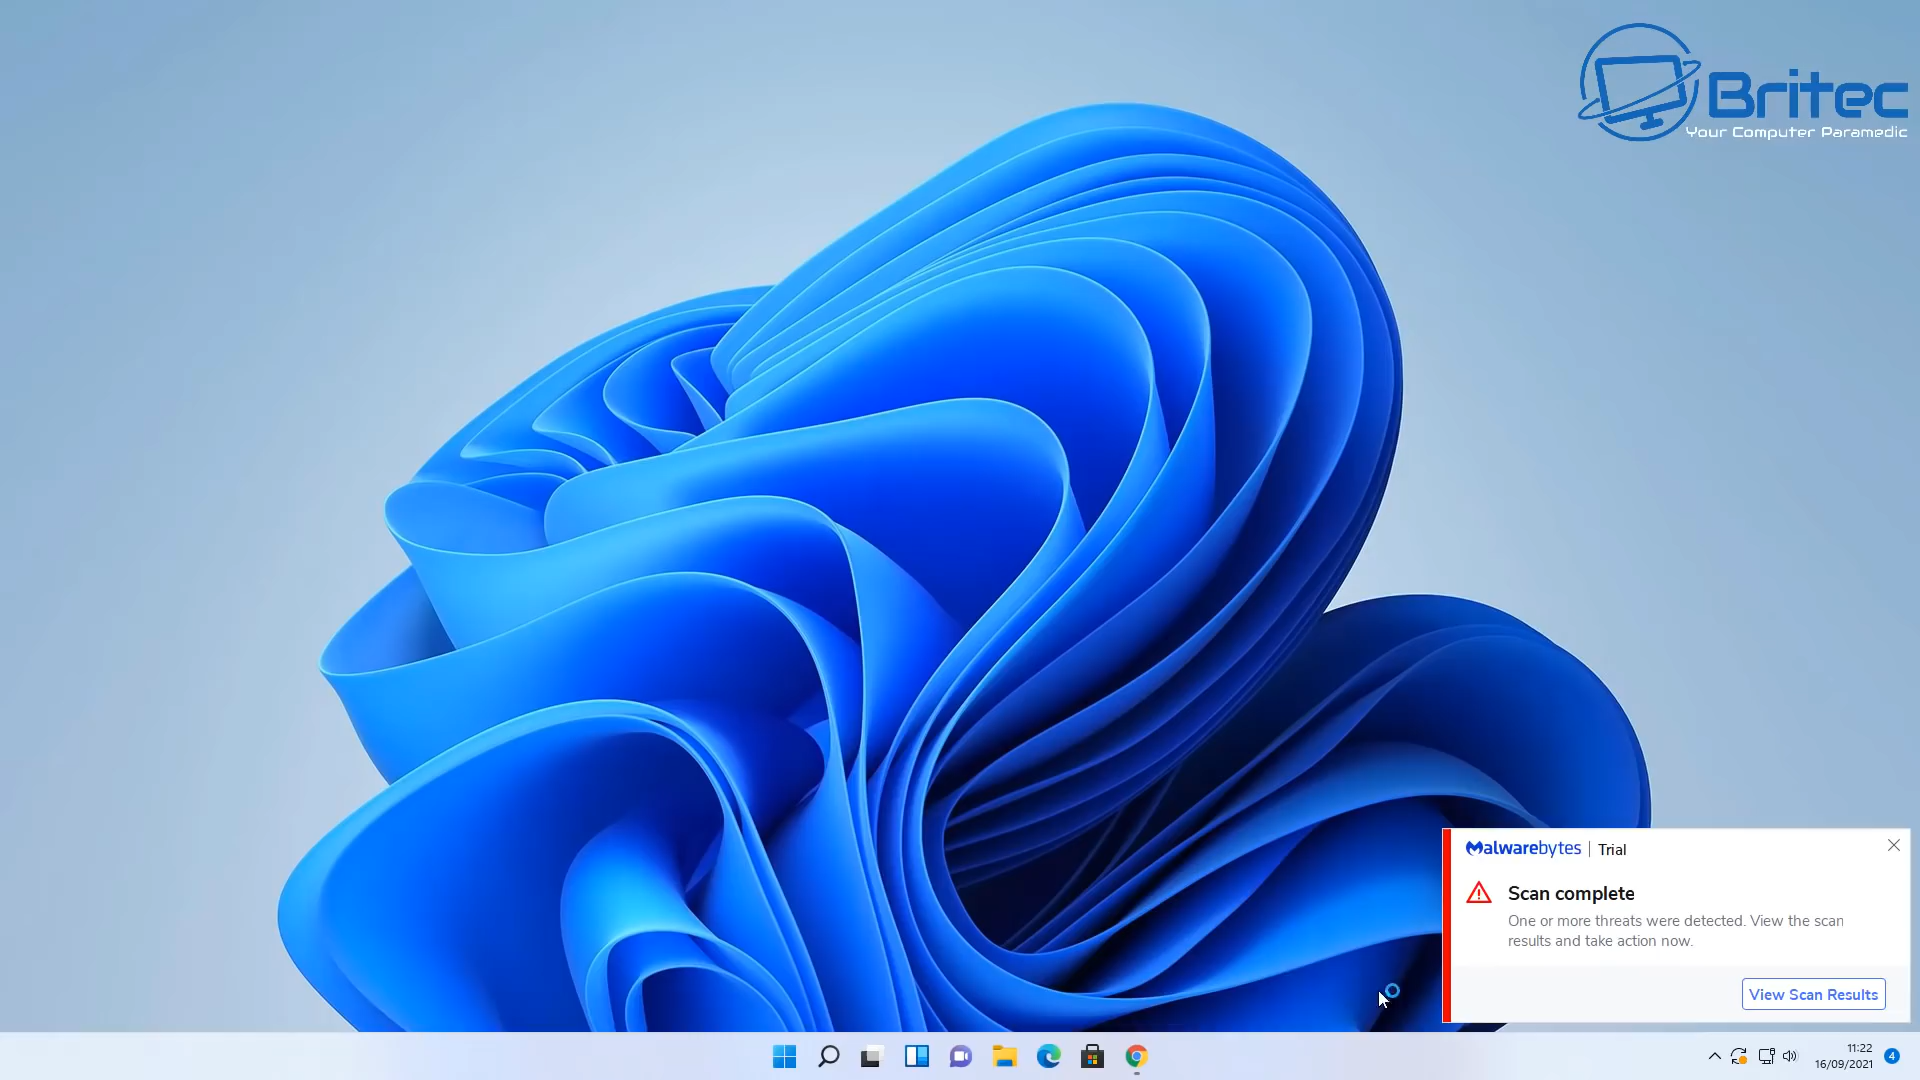 Britec
Your Computer Paramedic
Malwarebytes | Trial
Scan complete
One or more threats were detected. View the scan
results and take action now.
View Scan Results
11:22
16/09/2021
4